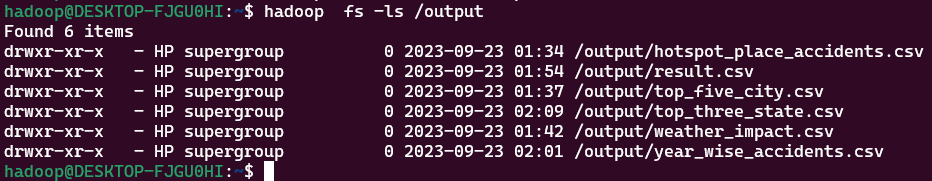 hadoop@DESKTOP-FJGU0HI:~$ hadoop  fs -ls /output
Found 6 items
drwxr-xr-x   - HP supergroup          0 2023-09-23 01:34 /output/hotspot_place_accidents.csv
drwxr-xr-x   - HP supergroup          0 2023-09-23 01:54 /output/result.csv
drwxr-xr-x   - HP supergroup          0 2023-09-23 01:37 /output/top_five_city.csv
drwxr-xr-x   - HP supergroup          0 2023-09-23 02:09 /output/top_three_state.csv
drwxr-xr-x   - HP supergroup          0 2023-09-23 01:42 /output/weather_impact.csv
drwxr-xr-x   - HP supergroup          0 2023-09-23 02:01 /output/year_wise_accidents.csv
hadoop@DESKTOP-FJGU0HI:~$